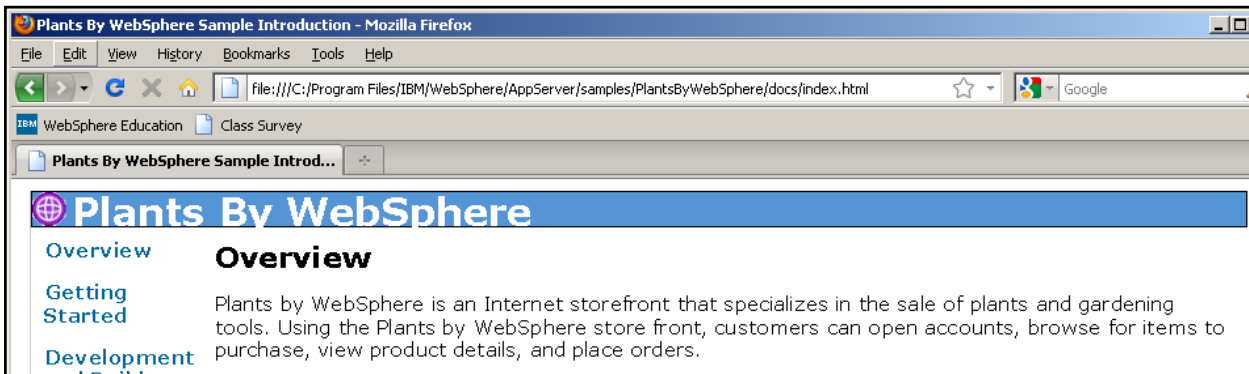 Plants By WebSphere Sample Introduction - Mozilla Firefox
File Edit View History Bookmarks Tools Help
file:///C:/Program Files/IBM/WebSphere/AppServer/samples/PlantsByWebSphere/docs/index.html Google
IBM WebSphere Education Class Survey
Plants By WebSphere Sample Introd...
Plants By WebSphere
Overview
Overview
Getting
Started
Plants by WebSphere is an Internet storefront that specializes in the sale of plants and gardening
tools. Using the Plants by WebSphere store front, customers can open accounts, browse for items to
purchase, view product details, and place orders.
Development